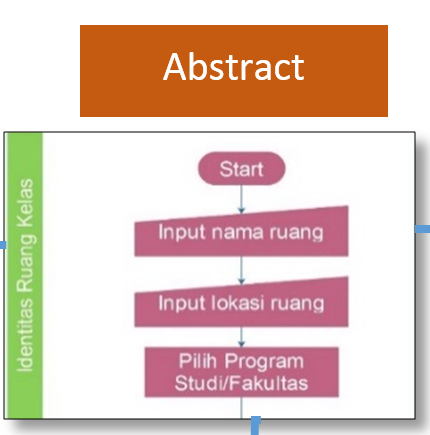 Abstract
Identitas Ruang Kelas
Start
Input nama ruang
Input lokasi ruang
Pilih Program
Studi/Fakultas